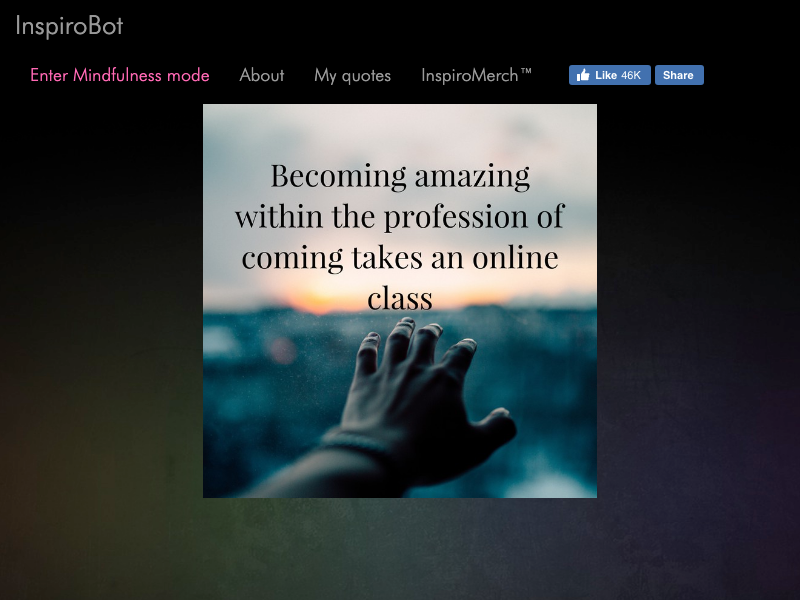 InspiroBot
Enter Mindfulness mode About My quotes InspiroMerch™ Like 46K Share
Becoming amazing
within the profession of
coming takes an online
class